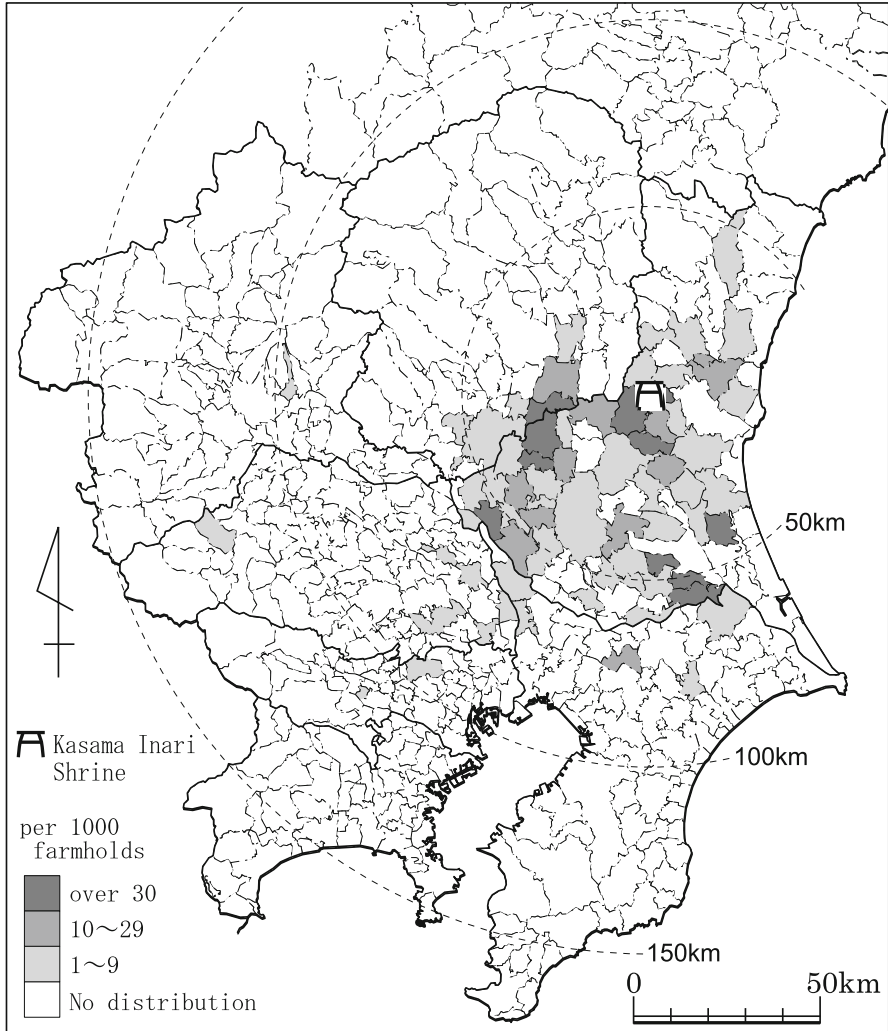 50km
100km
150km
Kasama Inari
Shrine
per 1000
farmholds
over 30
10～29
1～9
No distribution
0 50km